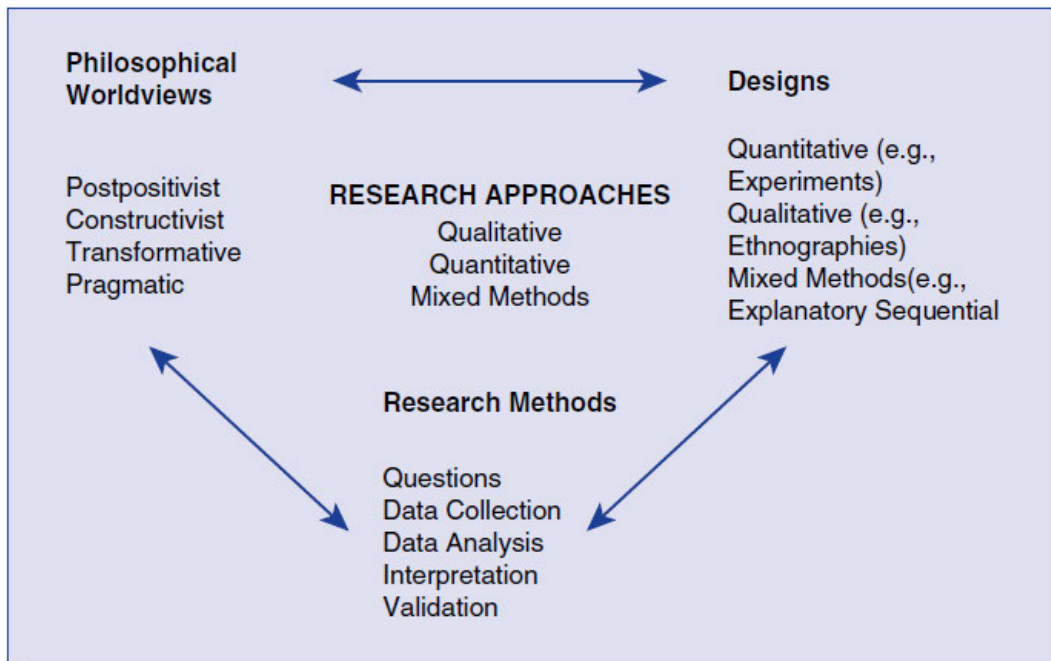 Philosophical
Worldviews
Designs
Postpositivist
Constructivist
Transformative
Pragmatic
RESEARCH APPROACHES
Qualitative
Quantitative
Mixed Methods
Quantitative (e.g.,
Experiments)
Qualitative (e.g.,
Ethnographies)
Mixed Methods(e.g.,
Explanatory Sequential
Research Methods
Questions
Data Collection
Data Analysis
Interpretation
Validation